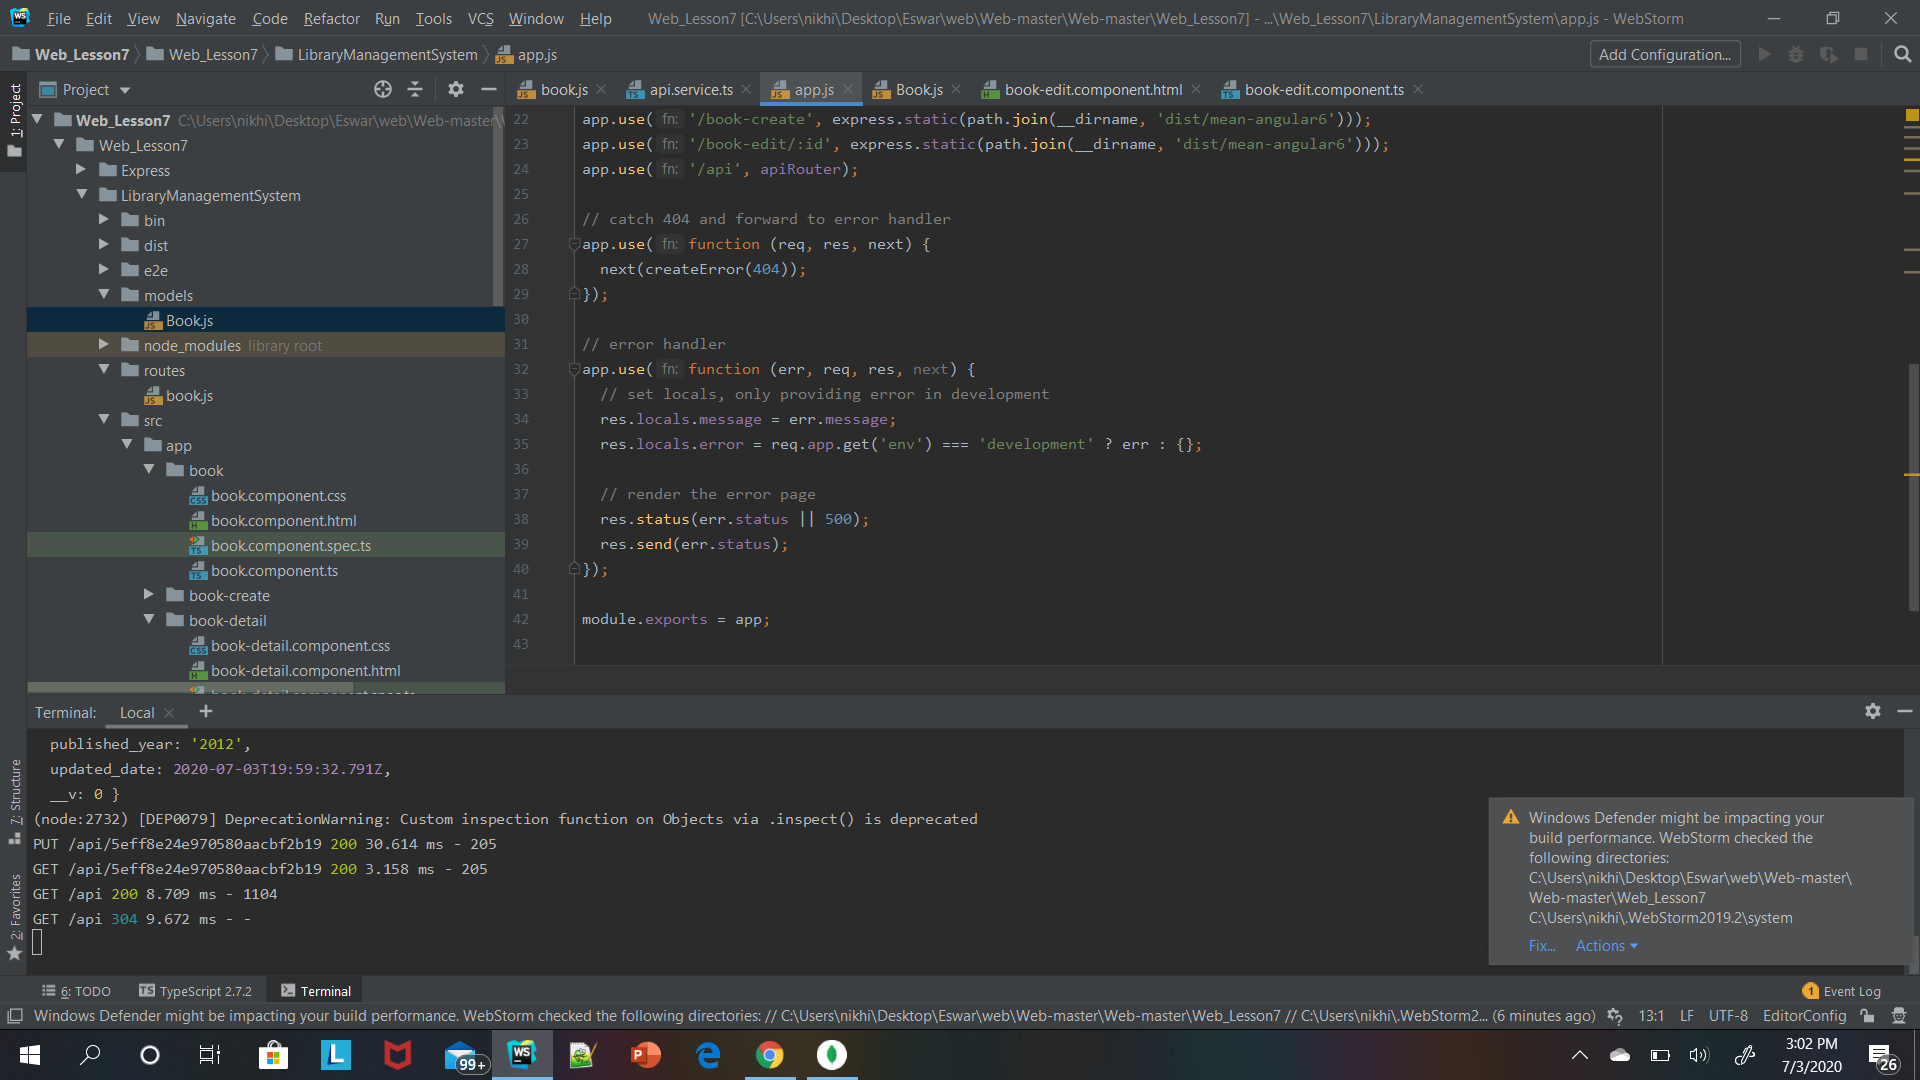 File Edit View Navigate Code Refactor Run Tools VCS Window Help Web_Lesson7 [C:\Users\nikhi\Desktop\Eswar\web\Web-master\Web-master\Web_Lesson7] - ...\Web_Lesson7\LibraryManagementSystem\app.js - WebStorm
Web_Lesson7 Web_Lesson7 LibraryManagementSystem app.js Add Configuration...
1: Project
Project
book.js api.service.ts app.js Book.js book-edit.component.html book-edit.component.ts
Web_Lesson7 C:\Users\nikhi\Desktop\Eswar\web\Web-master\
Web_Lesson7
Express
LibraryManagementSystem
bin
dist
e2e
models
Book.js
node_modules library root
routes
book.js
src
app
book
book.component.css
book.component.html
book.component.spec.ts
book.component.ts
book-create
book-detail
book-detail.component.css
book-detail.component.html
22 app.use( fn: '/book-create', express.static(path.join(__dirname, 'dist/mean-angular6')));
23 app.use( fn: '/book-edit/:id', express.static(path.join(__dirname, 'dist/mean-angular6')));
24 app.use( fn: '/api', apiRouter);
25
26 // catch 404 and forward to error handler
27 app.use( fn: function (req, res, next) {
28 next(createError(404));
29 });
30
31 // error handler
32 app.use( fn: function (err, req, res, next) {
33 // set locals, only providing error in development
34 res.locals.message = err.message;
35 res.locals.error = req.app.get('env') === 'development' ? err : {};
36
37 // render the error page
38 res.status(err.status || 500);
39 res.send(err.status);
40 });
41
42 module.exports = app;
43
Terminal: Local
7: Structure
2: Favorites
published_year: '2012',
updated_date: 2020-07-03T19:59:32.791Z,
__v: 0 }
(node:2732) [DEP0079] DeprecationWarning: Custom inspection function on Objects via .inspect() is deprecated
PUT /api/5eff8e24e970580aacbf2b19 200 30.614 ms - 205
GET /api/5eff8e24e970580aacbf2b19 200 3.158 ms - 205
GET /api 200 8.709 ms - 1104
GET /api 304 9.672 ms - -
Windows Defender might be impacting your
build performance. WebStorm checked the
following directories:
C:\Users\nikhi\Desktop\Eswar\web\Web-master\
Web-master\Web_Lesson7
C:\Users\nikhi\.WebStorm2019.2\system
Fix... Actions
6: TODO TypeScript 2.7.2 Terminal 1 Event Log
Windows Defender might be impacting your build performance. WebStorm checked the following directories: // C:\Users\nikhi\Desktop\Eswar\web\Web-master\Web-master\Web_Lesson7 // C:\Users\nikhi\.WebStorm2... (6 minutes ago) 13:1 LF UTF-8 EditorConfig
99+
3:02 PM
7/3/2020
26